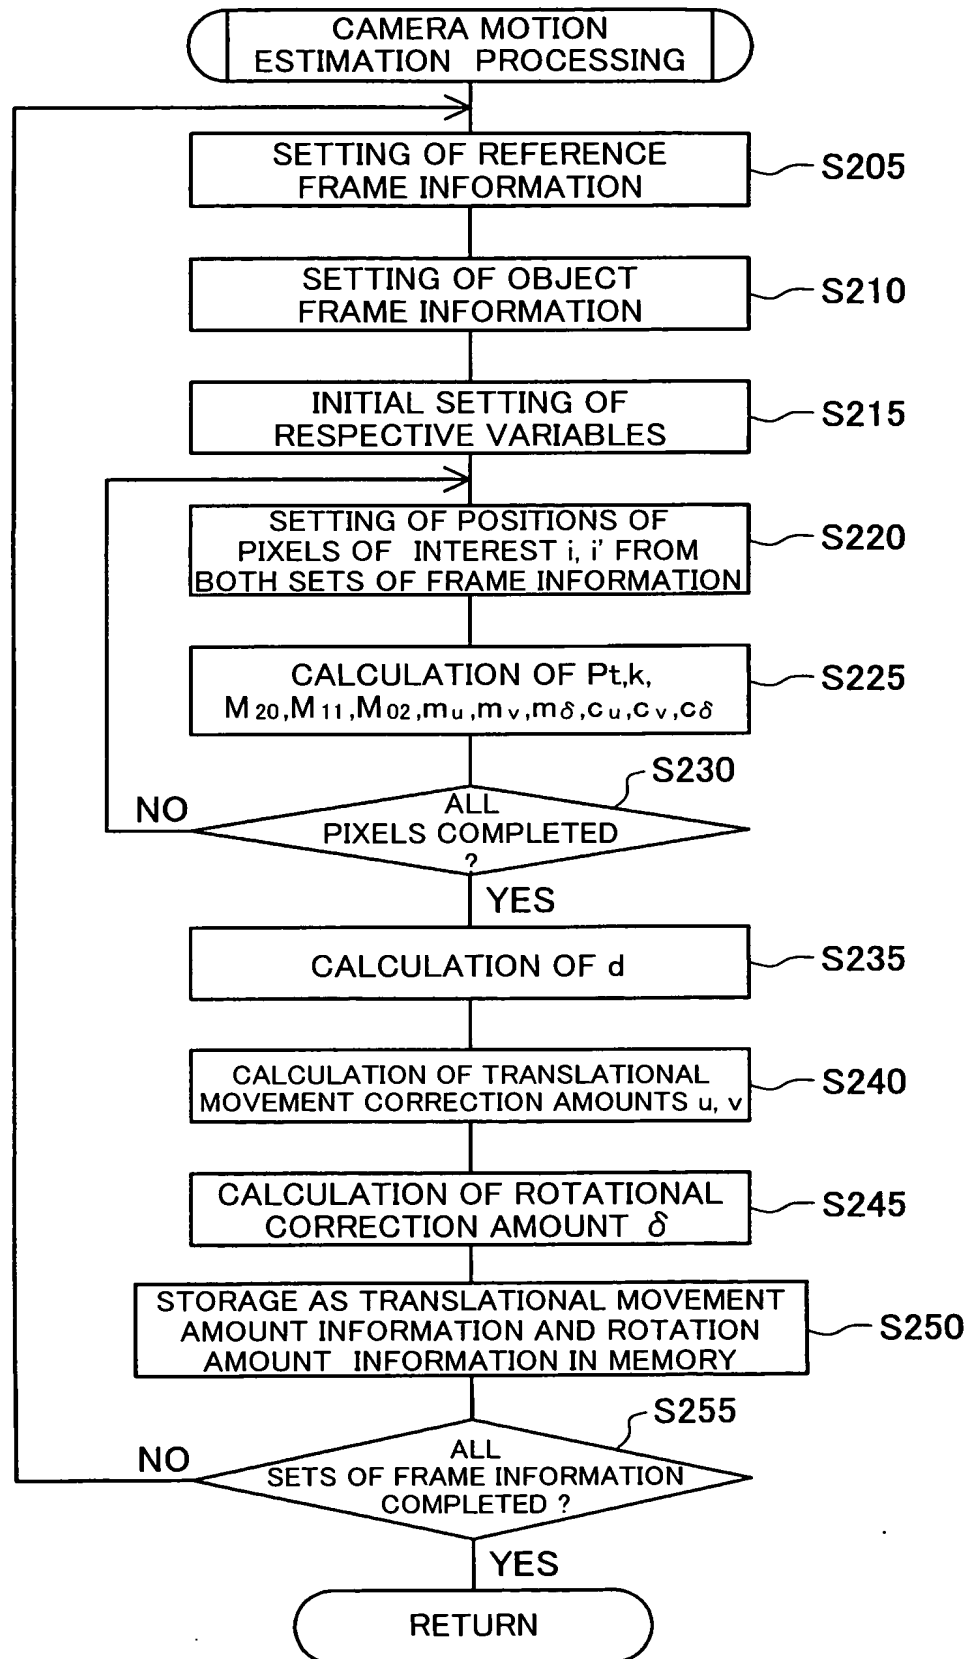 CAMERA MOTION
ESTIMATION PROCESSING
SETTING OF REFERENCE
FRAME INFORMATION
S205
SETTING OF OBJECT
FRAME INFORMATION
S210
INITIAL SETTING OF
RESPECTIVE VARIABLES
S215
SETTING OF POSITIONS OF
PIXELS OF INTEREST i, i' FROM
BOTH SETS OF FRAME INFORMATION
S220
CALCULATION OF Pt,k,
M20,M11,M02,mu,mv,mδ,cu,cv,cδ
S225
S230
NO
ALL
PIXELS COMPLETED
?
YES
CALCULATION OF d
S235
CALCULATION OF TRANSLATIONAL
MOVEMENT CORRECTION AMOUNTS u, v
S240
CALCULATION OF ROTATIONAL
CORRECTION AMOUNT δ
S245
STORAGE AS TRANSLATIONAL MOVEMENT
AMOUNT INFORMATION AND ROTATION
AMOUNT INFORMATION IN MEMORY
S250
S255
NO
ALL
SETS OF FRAME INFORMATION
COMPLETED ?
YES
RETURN